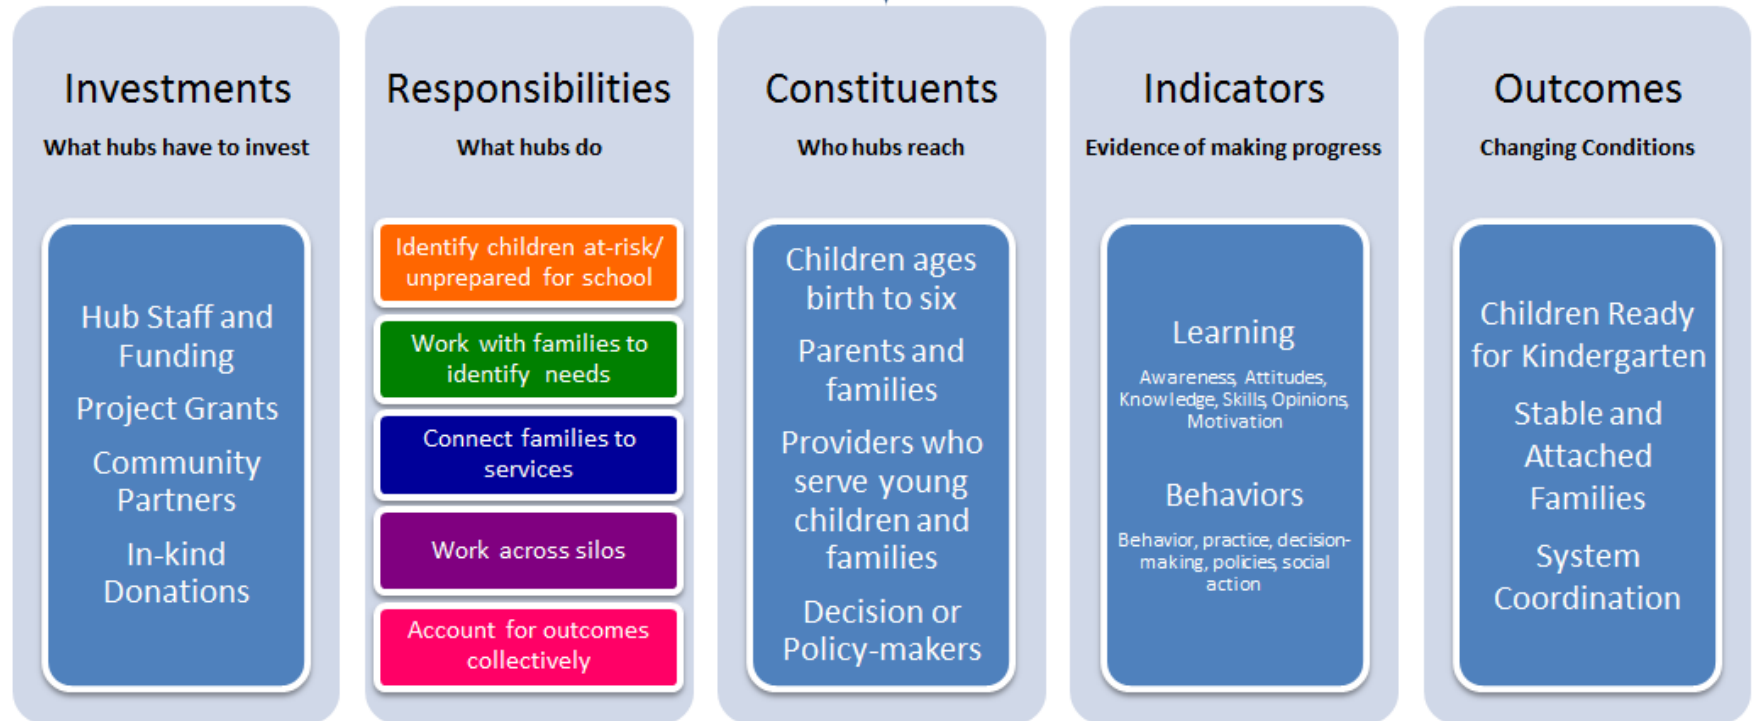 Investments
What hubs have to invest
Hub Staff and
Funding
Project Grants
Community
Partners
In-kind
Donations
Responsibilities
What hubs do
Identify children at-risk/
unprepared for school
Work with families to
identify needs
Connect families to
services
Work across silos
Account for outcomes
collectively
Constituents
Who hubs reach
Children ages
birth to six
Parents and
families
Providers who
serve young
children and
families
Decision or
Policy-makers
Indicators
Evidence of making progress
Learning
Awareness, Attitudes,
Knowledge, Skills, Opinions,
Motivation
Behaviors
Behavior, practice, decision-
making, policies, social
action
Outcomes
Changing Conditions
Children Ready
for Kindergarten
Stable and
Attached
Families
System
Coordination